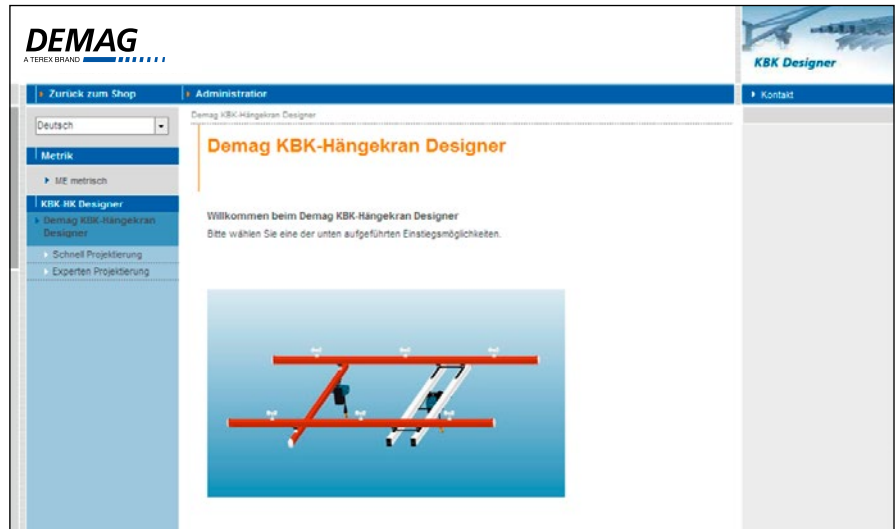 DEMAG
A TEREX BRAND
KBK Designer
Zurück zum Shop
Administratior
Kontakt
Deutsch
Demag KBK-Hängekran Designer
Demag KBK-Hängekran Designer
Metrik
ME metrisch
KBK-HK Designer
Demag KBK-Hängekran
Designer
Schnell Projektierung
Experten Projektierung
Willkommen beim Demag KBK-Hängekran Designer
Bitte wählen Sie eine der unten aufgeführten Einstiegsmöglichkeiten.